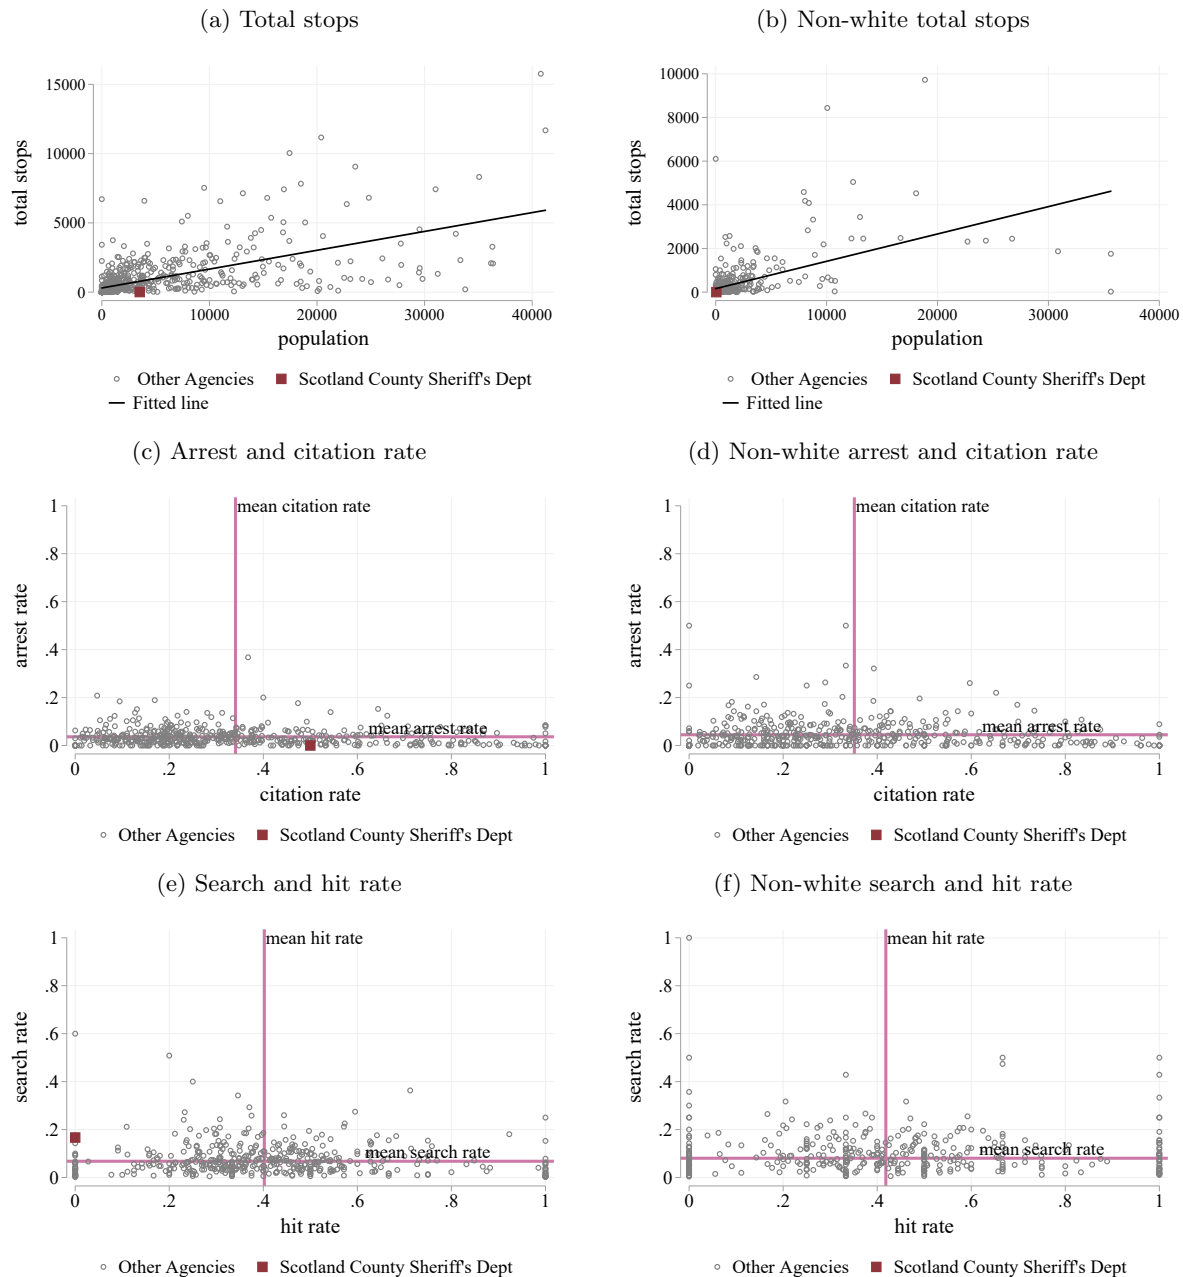 (a) Total stops
(b) Non-white total stops
15000
10000
5000
0
total stops
0 10000 20000 30000 40000
population
Other Agencies Scotland County Sheriff's Dept
Fitted line
10000
8000
6000
4000
2000
0
total stops
0 10000 20000 30000 40000
population
Other Agencies Scotland County Sheriff's Dept
Fitted line
(c) Arrest and citation rate
(d) Non-white arrest and citation rate
1
.8
.6
.4
.2
0
arrest rate
mean citation rate
mean arrest rate
0 .2 .4 .6 .8 1
citation rate
Other Agencies Scotland County Sheriff's Dept
1
.8
.6
.4
.2
0
arrest rate
mean citation rate
mean arrest rate
0 .2 .4 .6 .8 1
citation rate
Other Agencies Scotland County Sheriff's Dept
(e) Search and hit rate
(f) Non-white search and hit rate
1
.8
.6
.4
.2
0
search rate
mean hit rate
mean search rate
0 .2 .4 .6 .8 1
hit rate
Other Agencies Scotland County Sheriff's Dept
1
.8
.6
.4
.2
0
search rate
mean hit rate
mean search rate
0 .2 .4 .6 .8 1
hit rate
Other Agencies Scotland County Sheriff's Dept